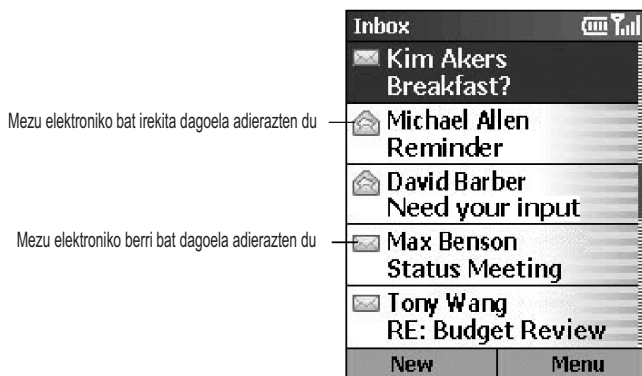 Inbox
Kim Akers
Breakfast?
Mezu elektroniko bat irekita dagoela adierazten du
Michael Allen
Reminder
David Barber
Need your input
Mezu elektroniko berri bat dagoela adierazten du
Max Benson
Status Meeting
Tony Wang
RE: Budget Review
New Menu